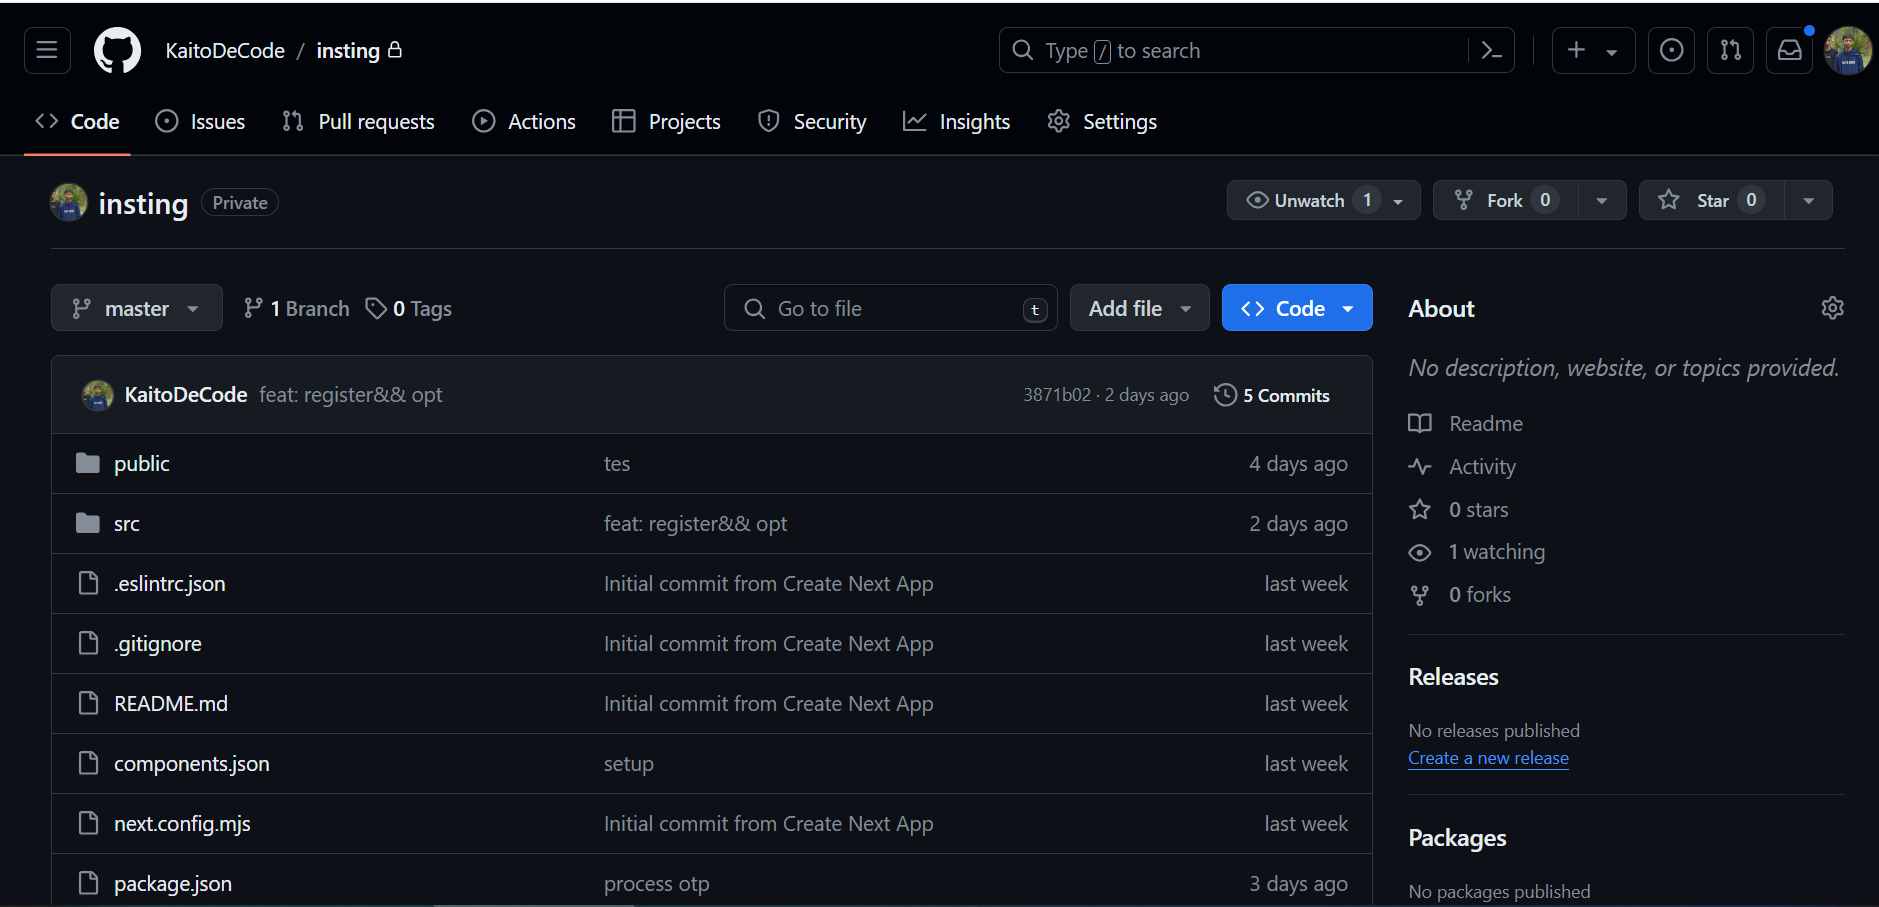 KaitoDeCode / insting
Type / to search
Code Issues Pull requests Actions Projects Security Insights Settings
insting Private
Unwatch 1 Fork 0 Star 0
master 1 Branch 0 Tags
Go to file t
Add file Code
KaitoDeCode feat: register&& opt 3871b02 · 2 days ago 5 Commits
public tes 4 days ago
src feat: register&& opt 2 days ago
.eslintrc.json Initial commit from Create Next App last week
.gitignore Initial commit from Create Next App last week
README.md Initial commit from Create Next App last week
components.json setup last week
next.config.mjs Initial commit from Create Next App last week
package.json process otp 3 days ago
About
No description, website, or topics provided.
Readme
Activity
0 stars
1 watching
0 forks
Releases
No releases published
Create a new release
Packages
No packages published